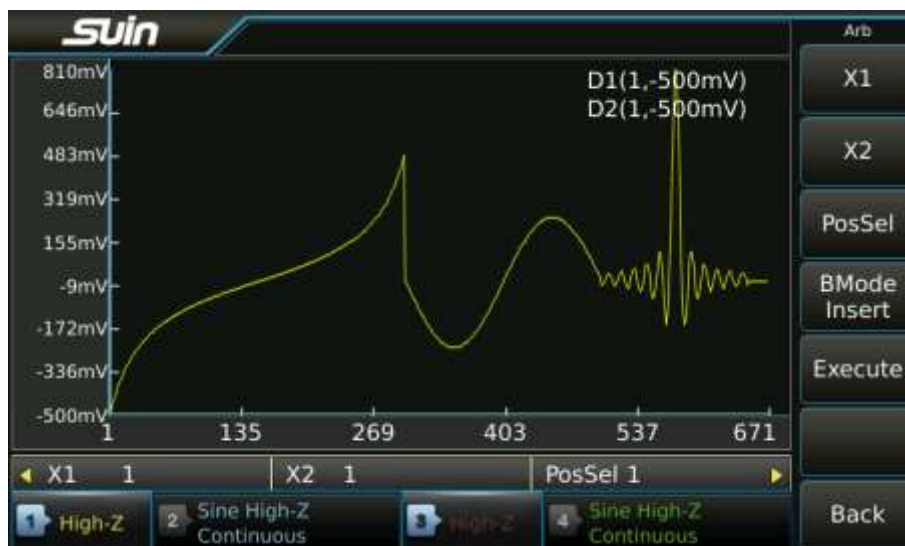 Suin
Arb
810mV
D1(1,-500mV)
X1
646mV
D2(1,-500mV)
483mV
X2
319mV
155mV
PosSel
-9mV
BMode
Insert
-172mV
-336mV
Execute
-500mV
1 135 269 403 537 671
X1 1 X2 1 PosSel 1
1 High-Z
2 Sine High-Z
Continuous
3 High-Z
4 Sine High-Z
Continuous
Back